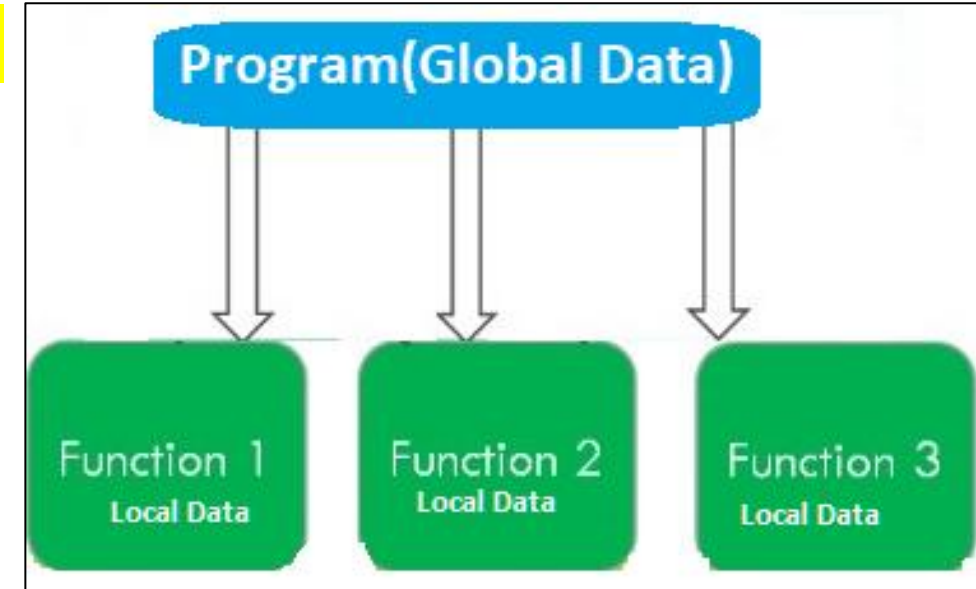 Program(Global Data)
Function 1
Local Data
Function 2
Local Data
Function 3
Local Data